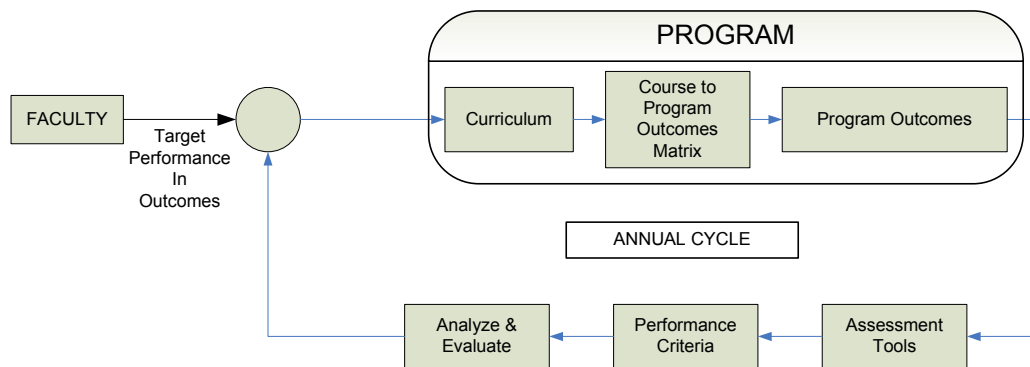 PROGRAM
FACULTY
Target
Performance
In
Outcomes
Curriculum
Course to
Program
Outcomes
Matrix
Program Outcomes
ANNUAL CYCLE
Analyze &
Evaluate
Performance
Criteria
Assessment
Tools